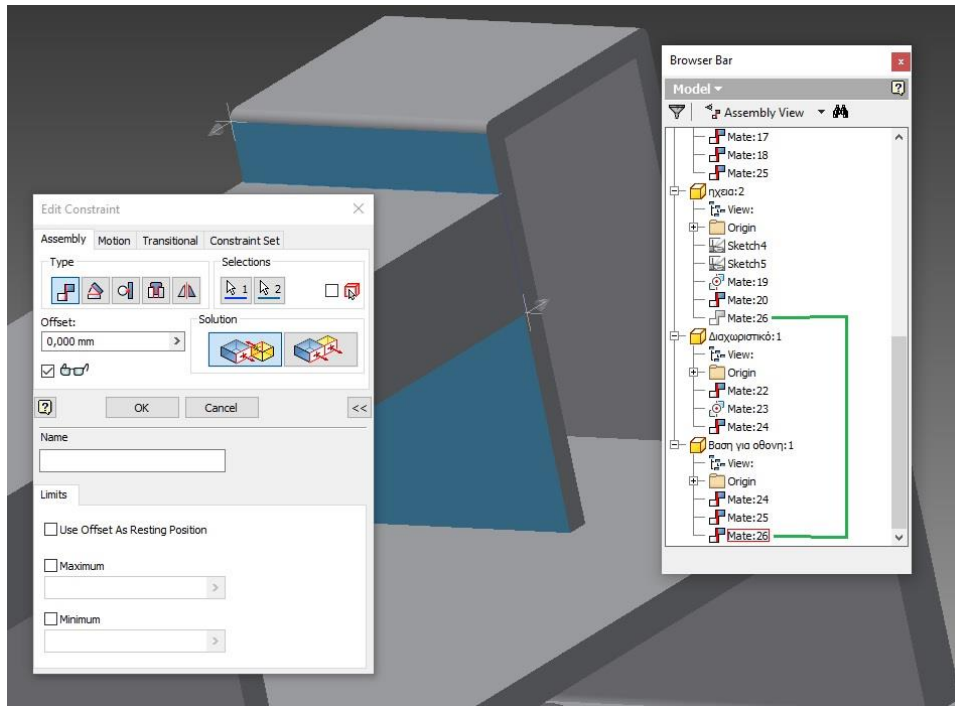 Browser Bar
x
Model
Assembly View
Mate:17
Mate:18
Mate:25
ηχεια:2
View:
Origin
Sketch4
Sketch5
Mate:19
Mate:20
Mate:26
Διαχωριστικό:1
View:
Origin
Mate:22
Mate:23
Mate:24
Βαση για οθονη:1
View:
Origin
Mate:24
Mate:25
Mate:26
Edit Constraint
Assembly Motion Transitional Constraint Set
Type Selections
1 2
Offset: Solution
0,000 mm >
? OK Cancel <<
Name
Limits
Use Offset As Resting Position
Maximum
>
Minimum
>